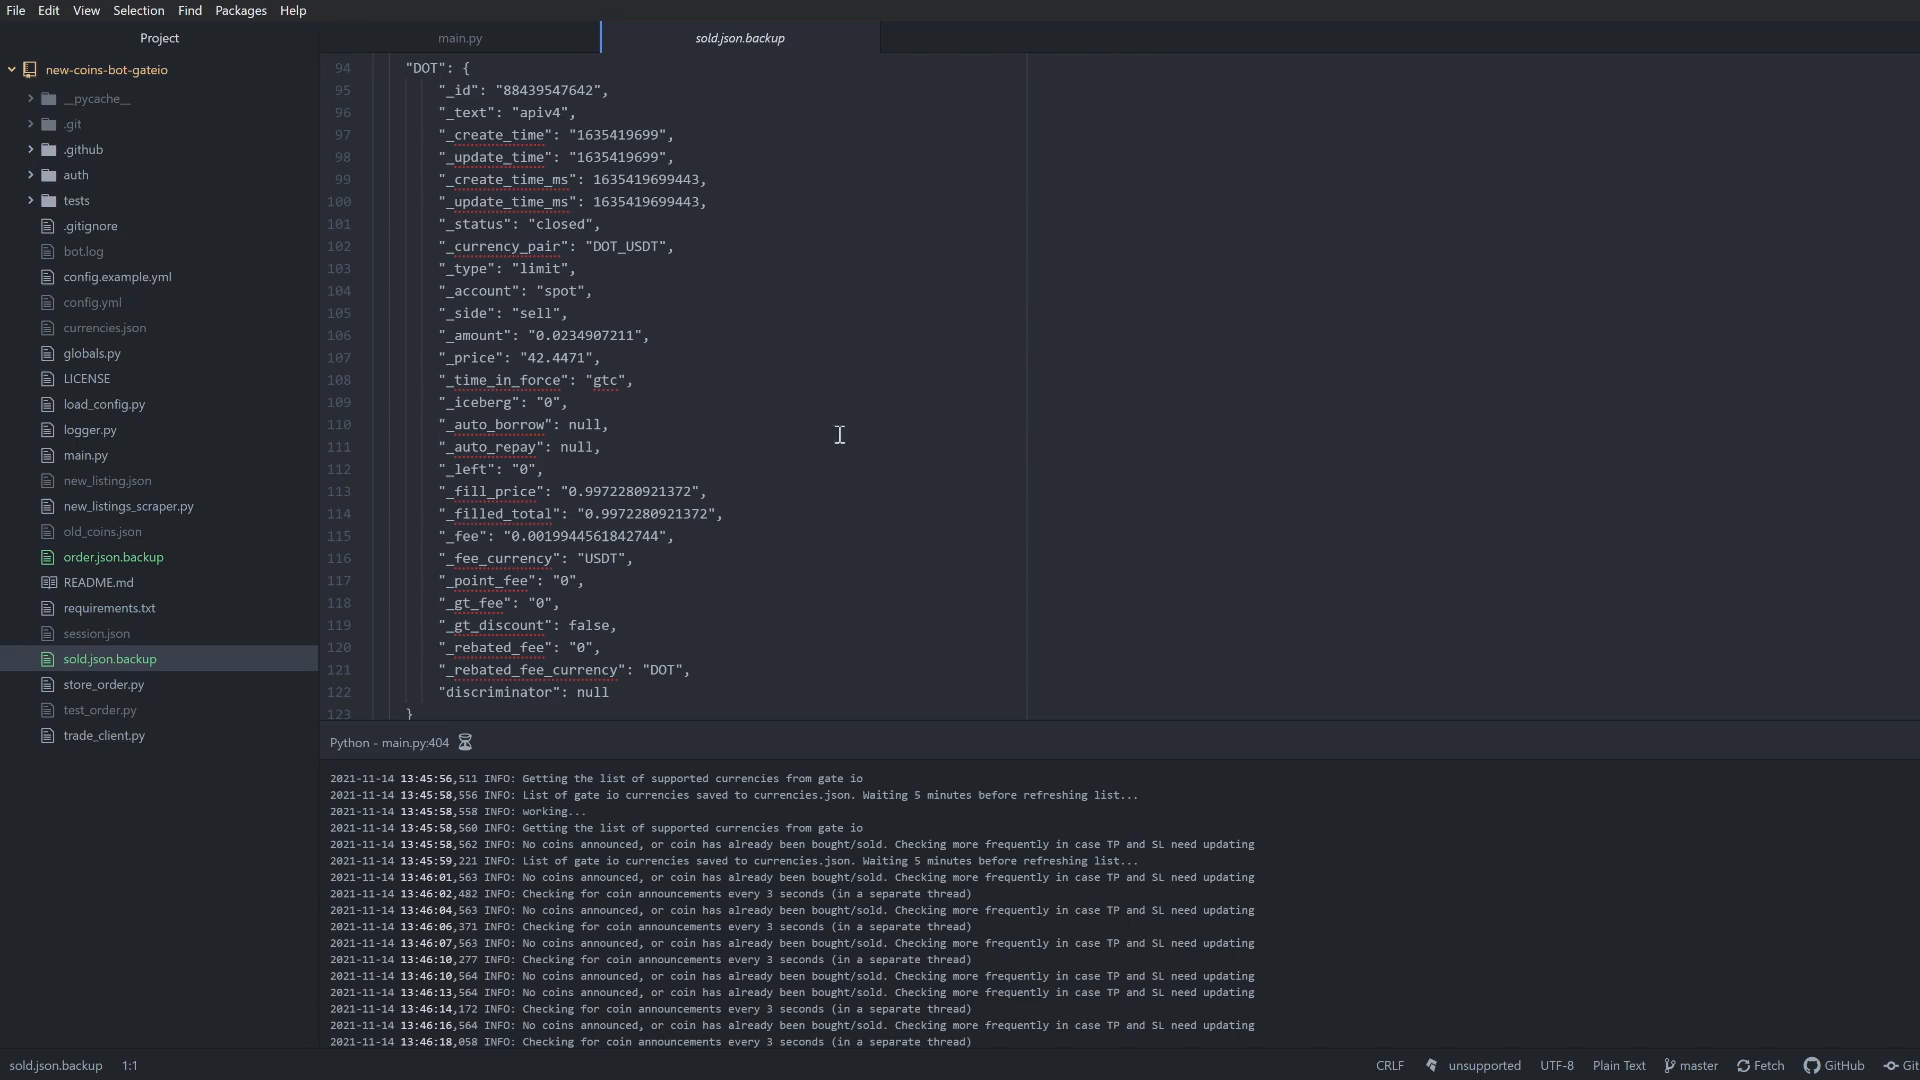 File Edit View Selection Find Packages Help
Project
main.py
sold.json.backup
new-coins-bot-gateio
__pycache__
.git
.github
auth
tests
.gitignore
bot.log
config.example.yml
config.yml
currencies.json
globals.py
LICENSE
load_config.py
logger.py
main.py
new_listing.json
new_listings_scraper.py
old_coins.json
order.json.backup
README.md
requirements.txt
session.json
sold.json.backup
store_order.py
test_order.py
trade_client.py
94 "DOT": {
95 "_id": "88439547642",
96 "_text": "apiv4",
97 "_create_time": "1635419699",
98 "_update_time": "1635419699",
99 "_create_time_ms": 1635419699443,
100 "_update_time_ms": 1635419699443,
101 "_status": "closed",
102 "_currency_pair": "DOT_USDT",
103 "_type": "limit",
104 "_account": "spot",
105 "_side": "sell",
106 "_amount": "0.0234907211",
107 "_price": "42.4471",
108 "_time_in_force": "gtc",
109 "_iceberg": "0",
110 "_auto_borrow": null,
111 "_auto_repay": null,
112 "_left": "0",
113 "_fill_price": "0.9972280921372",
114 "_filled_total": "0.9972280921372",
115 "_fee": "0.0019944561842744",
116 "_fee_currency": "USDT",
117 "_point_fee": "0",
118 "_gt_fee": "0",
119 "_gt_discount": false,
120 "_rebated_fee": "0",
121 "_rebated_fee_currency": "DOT",
122 "discriminator": null
123 }
Python - main.py:404
2021-11-14 13:45:56,511 INFO: Getting the list of supported currencies from gate io
2021-11-14 13:45:58,556 INFO: List of gate io currencies saved to currencies.json. Waiting 5 minutes before refreshing list...
2021-11-14 13:45:58,558 INFO: working...
2021-11-14 13:45:58,560 INFO: Getting the list of supported currencies from gate io
2021-11-14 13:45:58,562 INFO: No coins announced, or coin has already been bought/sold. Checking more frequently in case TP and SL need updating
2021-11-14 13:45:59,221 INFO: List of gate io currencies saved to currencies.json. Waiting 5 minutes before refreshing list...
2021-11-14 13:46:01,563 INFO: No coins announced, or coin has already been bought/sold. Checking more frequently in case TP and SL need updating
2021-11-14 13:46:02,482 INFO: Checking for coin announcements every 3 seconds (in a separate thread)
2021-11-14 13:46:04,563 INFO: No coins announced, or coin has already been bought/sold. Checking more frequently in case TP and SL need updating
2021-11-14 13:46:06,371 INFO: Checking for coin announcements every 3 seconds (in a separate thread)
2021-11-14 13:46:07,563 INFO: No coins announced, or coin has already been bought/sold. Checking more frequently in case TP and SL need updating
2021-11-14 13:46:10,277 INFO: Checking for coin announcements every 3 seconds (in a separate thread)
2021-11-14 13:46:10,564 INFO: No coins announced, or coin has already been bought/sold. Checking more frequently in case TP and SL need updating
2021-11-14 13:46:13,564 INFO: No coins announced, or coin has already been bought/sold. Checking more frequently in case TP and SL need updating
2021-11-14 13:46:14,172 INFO: Checking for coin announcements every 3 seconds (in a separate thread)
2021-11-14 13:46:16,564 INFO: No coins announced, or coin has already been bought/sold. Checking more frequently in case TP and SL need updating
2021-11-14 13:46:18,058 INFO: Checking for coin announcements every 3 seconds (in a separate thread)
sold.json.backup 1:1 CRLF unsupported UTF-8 Plain Text master Fetch GitHub Git